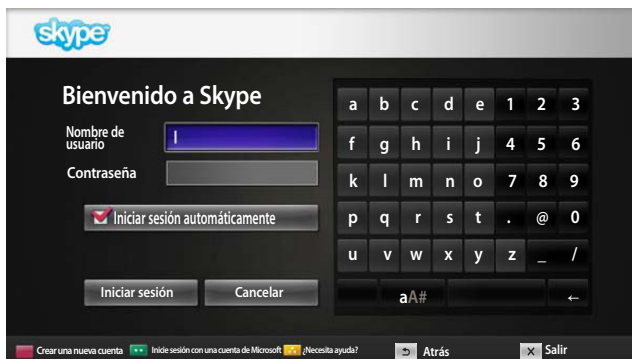 skype
Bienvenido a Skype
Nombre de
usuario
Contraseña
Iniciar sesión automáticamente
Iniciar sesión Cancelar
a b c d e 1 2 3
f g h i j 4 5 6
k l m n o 7 8 9
p q r s t . @ 0
u v w x y z _ /
aA# ←
Crear una nueva cuenta Inicie sesión con una cuenta de Microsoft ¿Necesita ayuda? Atrás X Salir